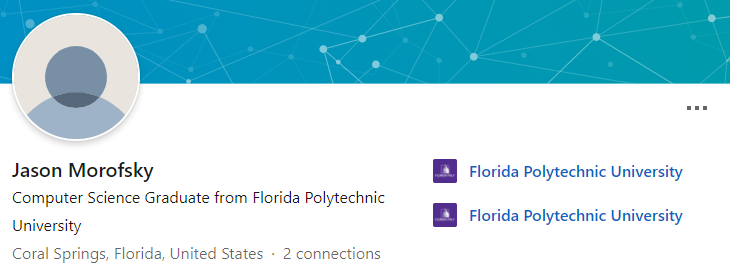 Jason Morofsky
Computer Science Graduate from Florida Polytechnic
University
Coral Springs, Florida, United States · 2 connections
Florida Polytechnic University
Florida Polytechnic University